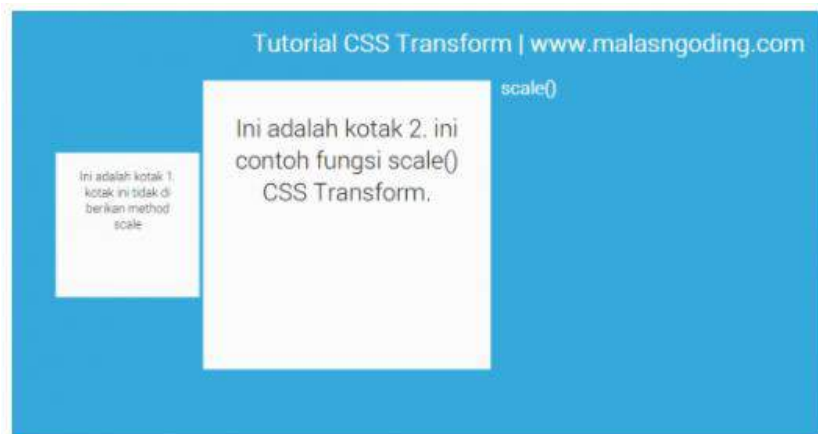 Tutorial CSS Transform | www.malasngoding.com
scale()
Ini adalah kotak 1.
kotak ini tidak di
berikan method
scale
Ini adalah kotak 2. ini
contoh fungsi scale()
CSS Transform.